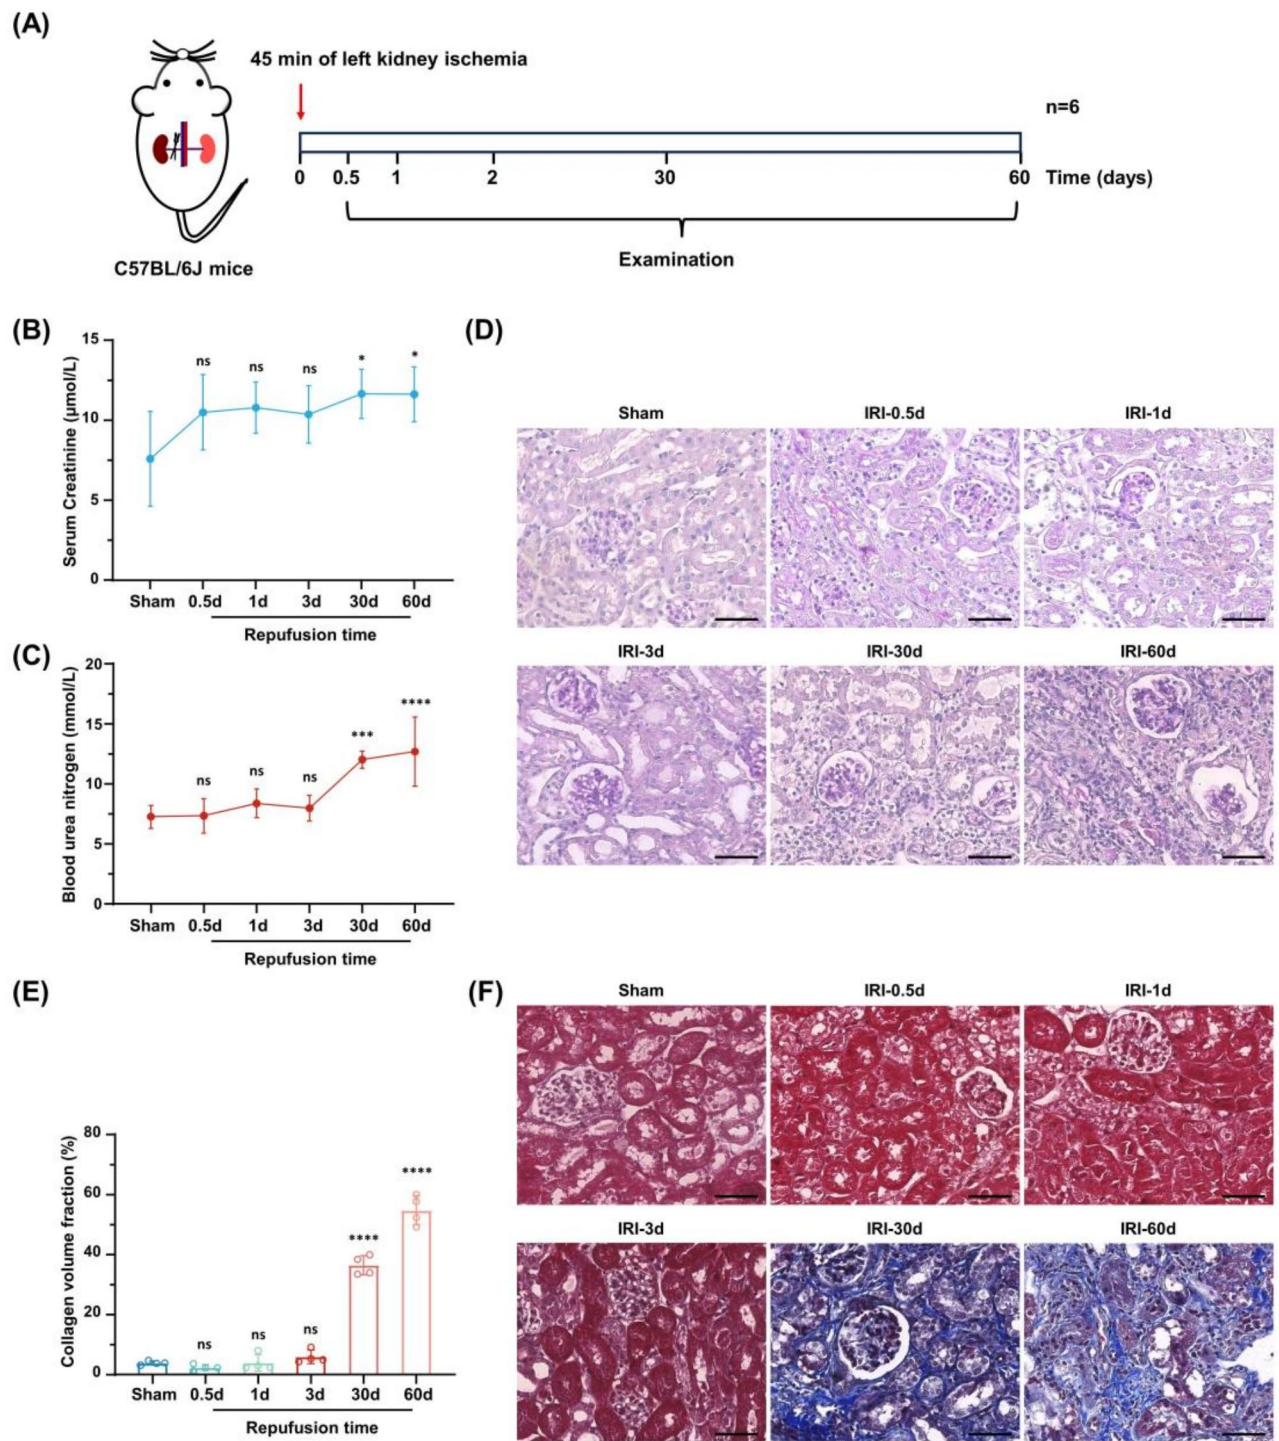 (A)
45 min of left kidney ischemia
n=6
0 0.5 1 2 30 60 Time (days)
Examination
C57BL/6J mice
(B)
15
10
5
0
Serum Creatinine (μmol/L)
ns ns ns * *
Sham 0.5d 1d 3d 30d 60d
Repufusion time
(C)
20
15
10
5
0
Blood urea nitrogen (mmol/L)
ns ns ns *** ****
Sham 0.5d 1d 3d 30d 60d
Repufusion time
(D)
Sham IRI-0.5d IRI-1d
IRI-3d IRI-30d IRI-60d
(E)
80
60
40
20
0
Collagen volume fraction (%)
ns ns ns **** ****
Sham 0.5d 1d 3d 30d 60d
Repufusion time
(F)
Sham IRI-0.5d IRI-1d
IRI-3d IRI-30d IRI-60d